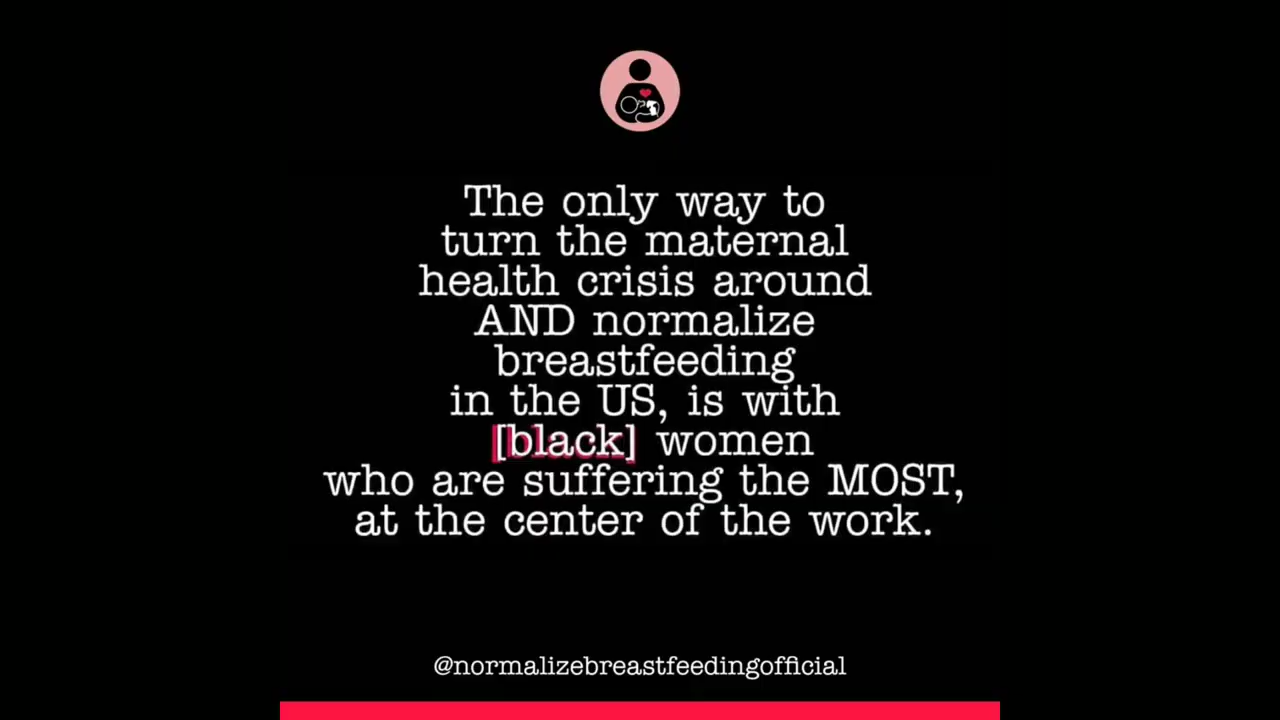 The only way to
turn the maternal
health crisis around
AND normalize
breastfeeding
in the US, is with
[black] women
who are suffering the MOST,
at the center of the work.
@normalizebreastfeedingofficial